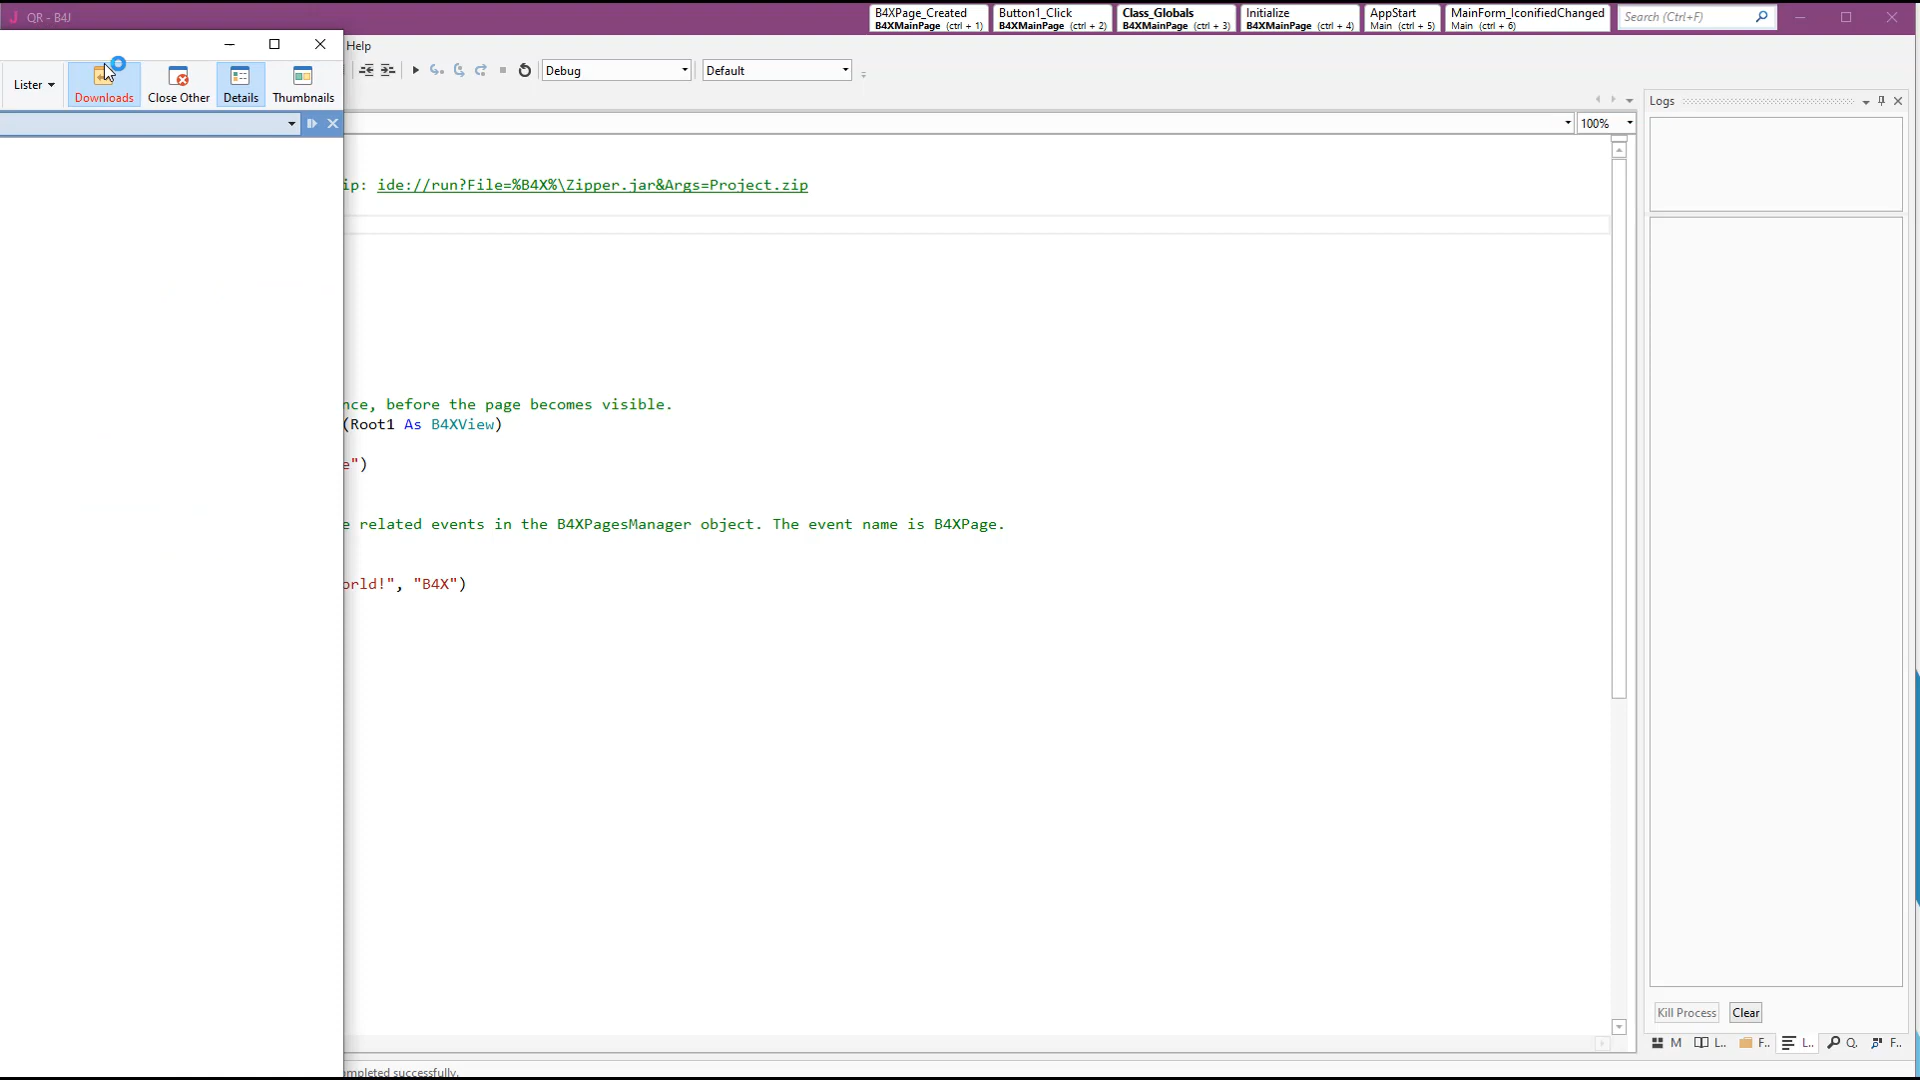 QR - B4J
B4XPage_Created
B4XMainPage (ctrl + 1)
Button1_Click
B4XMainPage (ctrl + 2)
Class_Globals
B4XMainPage (ctrl + 3)
Initialize
B4XMainPage (ctrl + 4)
AppStart
Main (ctrl + 5)
MainForm_IconifiedChanged
Main (ctrl + 6)
Search (Ctrl+F)
Help
Debug
Default
Lister
Downloads
Close Other
Details
Thumbnails
Logs
100%
ip: ide://run?File=%B4X%\Zipper.jar&Args=Project.zip
nce, before the page becomes visible.
(Root1 As B4XView)
e")
e related events in the B4XPagesManager object. The event name is B4XPage.
orld!", "B4X")
Kill Process
Clear
M
L..
F..
L..
Q.
F..
mpleted successfully.